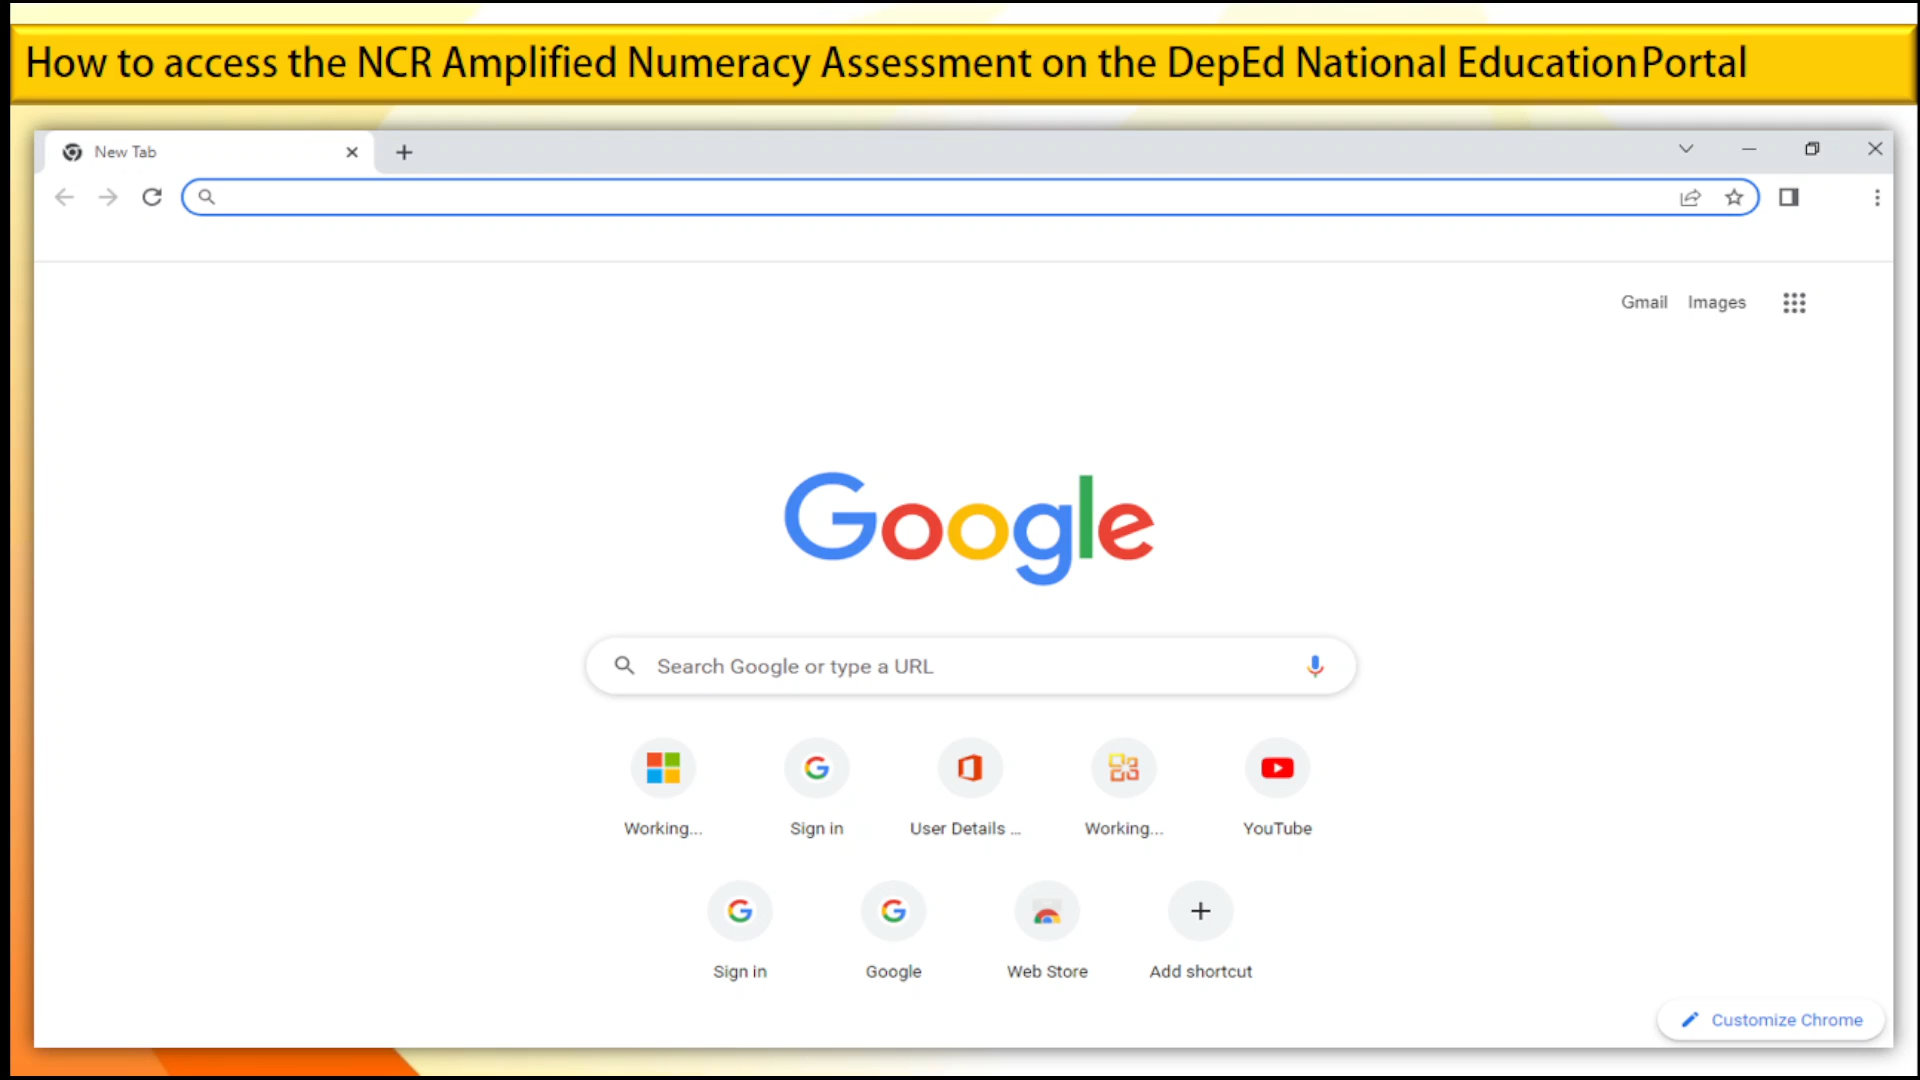 How to access the NCR Amplified Numeracy Assessment on the DepEd National Education Portal
New Tab
Gmail Images
Google
Search Google or type a URL
Working... Sign in User Details ... Working... YouTube
Sign in Google Web Store Add shortcut
Customize Chrome